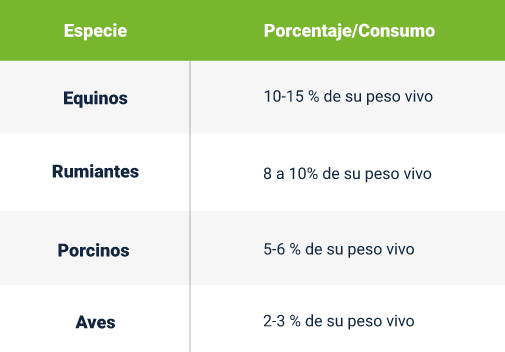 Especie Porcentaje/Consumo
Equinos 10-15 % de su peso vivo
Rumiantes 8 a 10% de su peso vivo
Porcinos 5-6 % de su peso vivo
Aves 2-3 % de su peso vivo